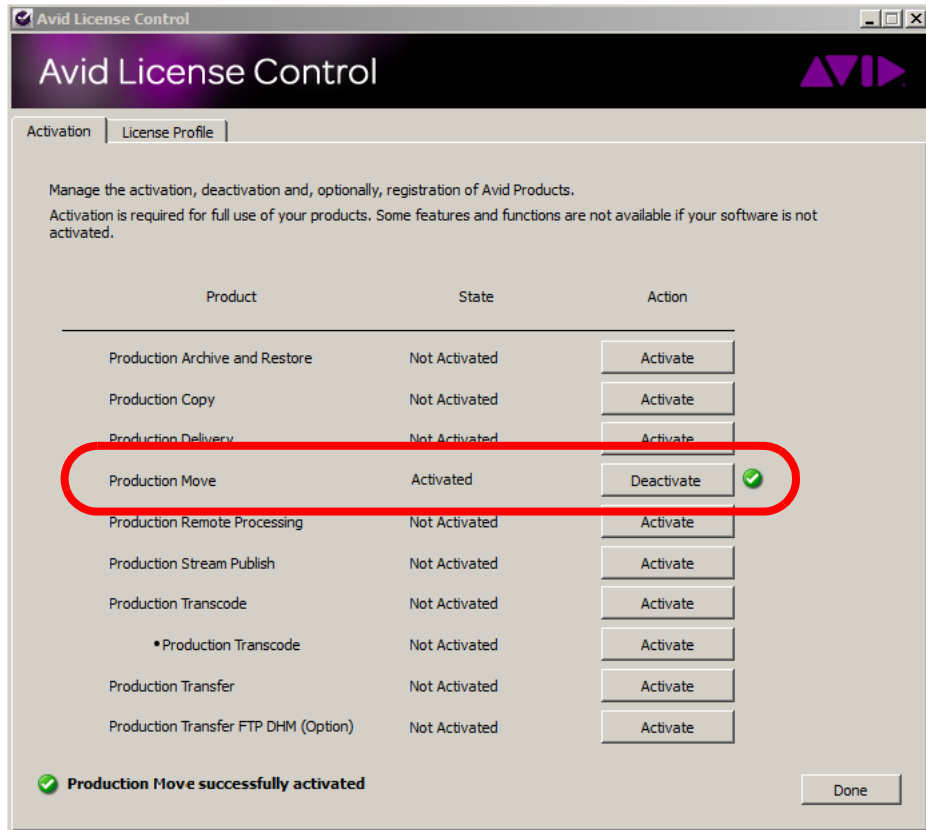 Avid License Control
Avid License Control AVID
Activation License Profile
Manage the activation, deactivation and, optionally, registration of Avid Products.
Activation is required for full use of your products. Some features and functions are not available if your software is not
activated.
Product State Action
Production Archive and Restore Not Activated Activate
Production Copy Not Activated Activate
Production Delivery Not Activated Activate
Production Move Activated Deactivate
Production Remote Processing Not Activated Activate
Production Stream Publish Not Activated Activate
Production Transcode Not Activated Activate
•Production Transcode Not Activated Activate
Production Transfer Not Activated Activate
Production Transfer FTP DHM (Option) Not Activated Activate
Production Move successfully activated
Done